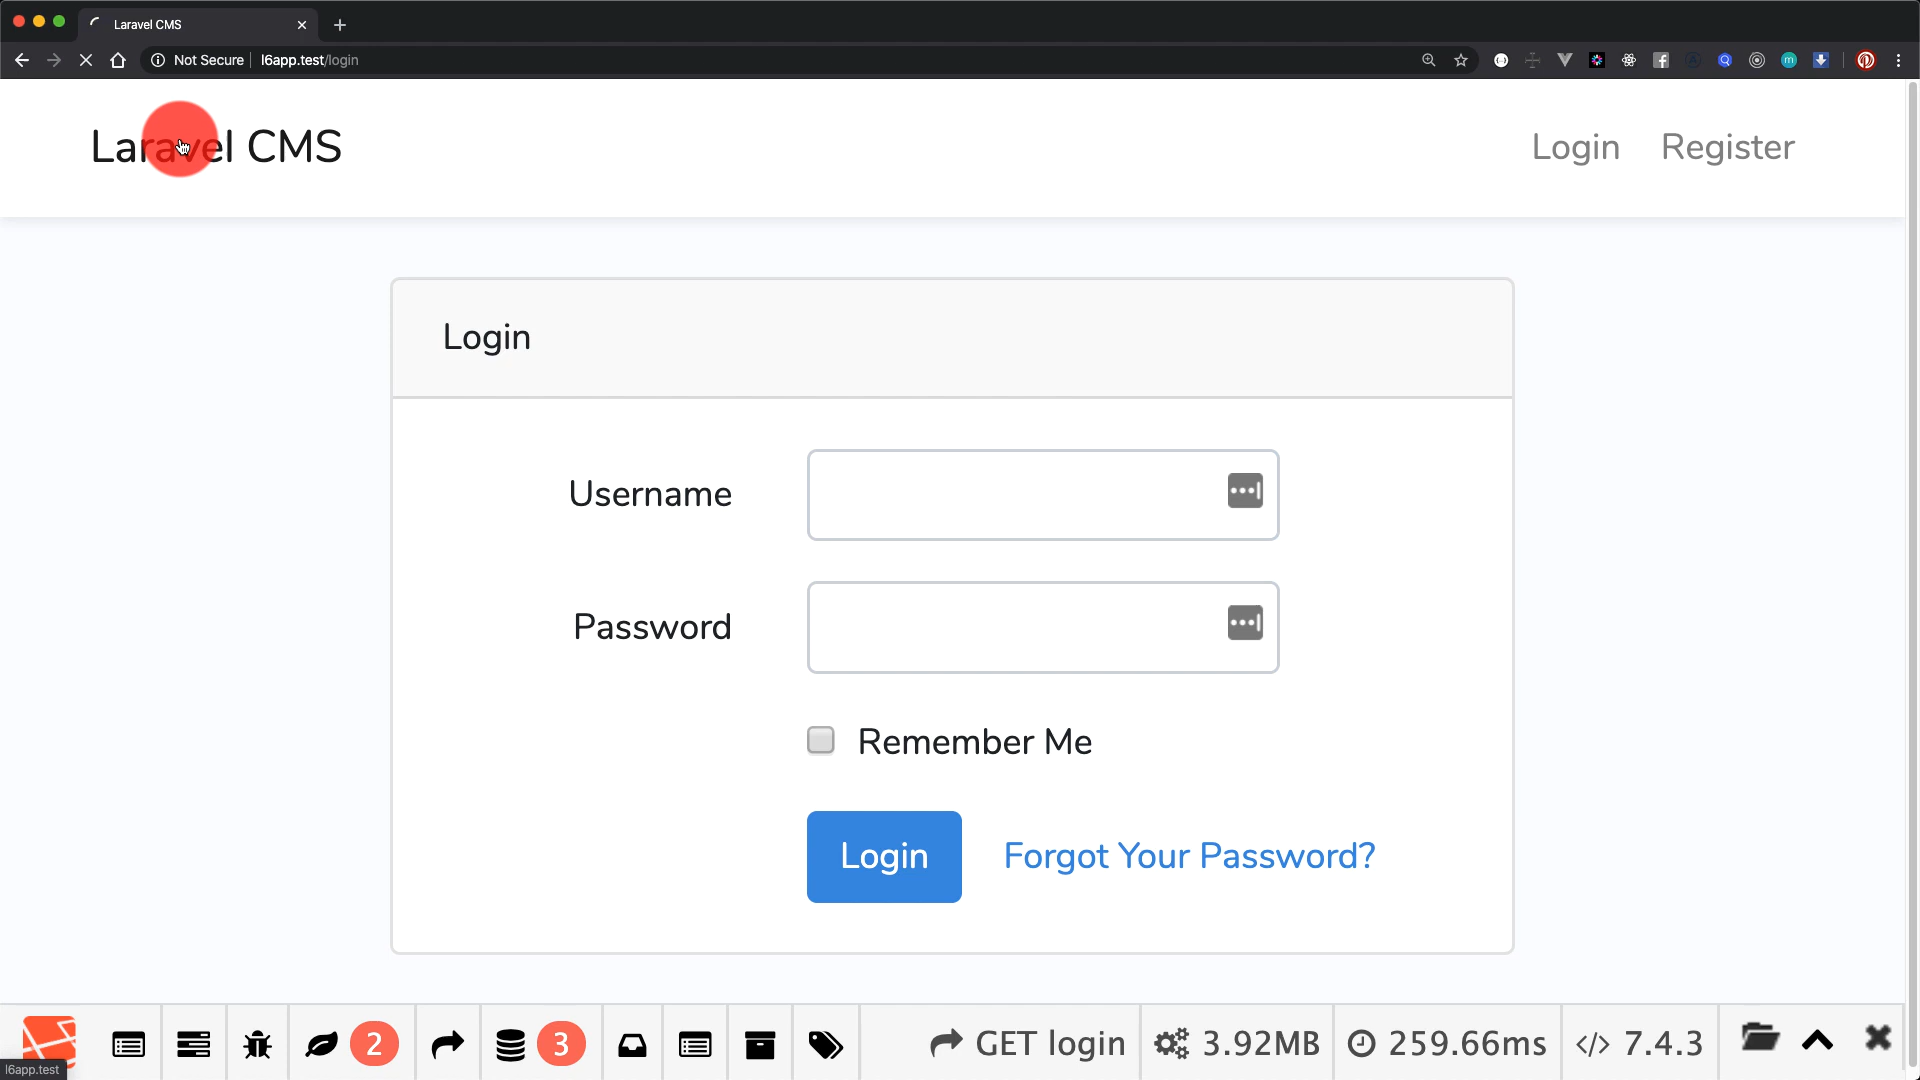 Laravel CMS
Not Secure l6app.test/login
Laravel CMS
Login Register
Login
Username
Password
Remember Me
Login Forgot Your Password?
2 3 GET login 3.92MB 259.66ms 7.4.3
l6app.test